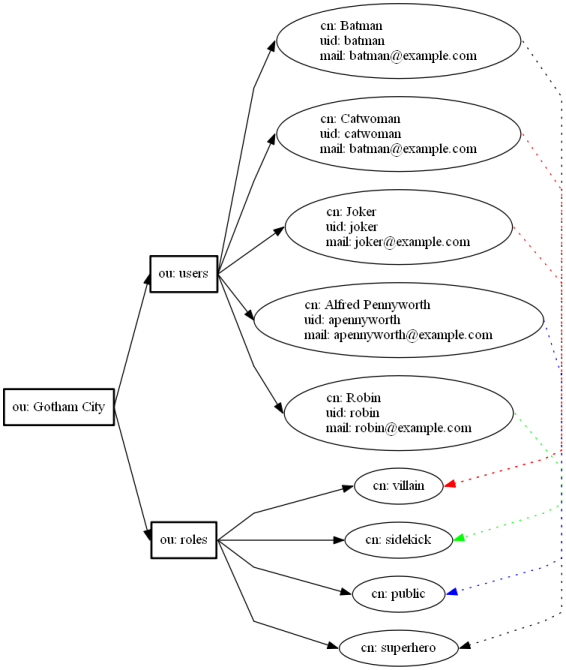 cn: Batman
uid: batman
mail: batman@example.com
cn: Catwoman
uid: catwoman
mail: batman@example.com
cn: Joker
uid: joker
mail: joker@example.com
ou: users
cn: Alfred Pennyworth
uid: apennyworth
mail: apennyworth@example.com
cn: Robin
uid: robin
mail: robin@example.com
ou: Gotham City
cn: villain
ou: roles
cn: sidekick
cn: public
cn: superhero